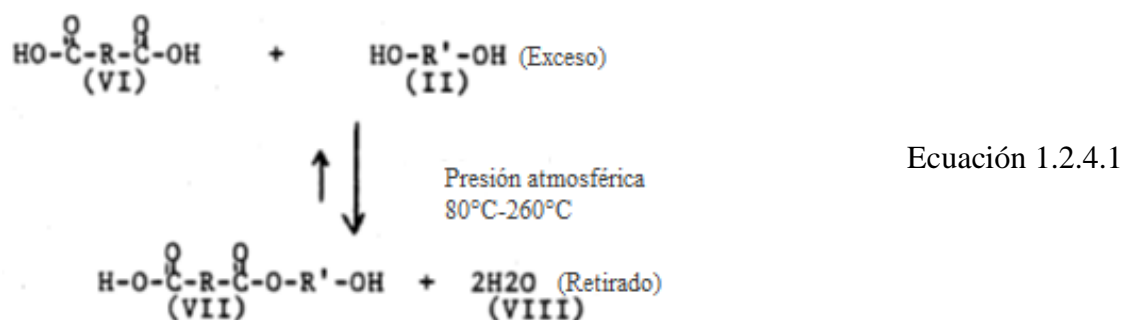 O O
HO-C-R-C-OH + HO-R'-OH (Exceso)
(VI) (II)
Ecuación 1.2.4.1
Presión atmosférica
80°C-260°C
O O
H-O-C-R-C-O-R'-OH + 2H2O (Retirado)
(VII) (VIII)